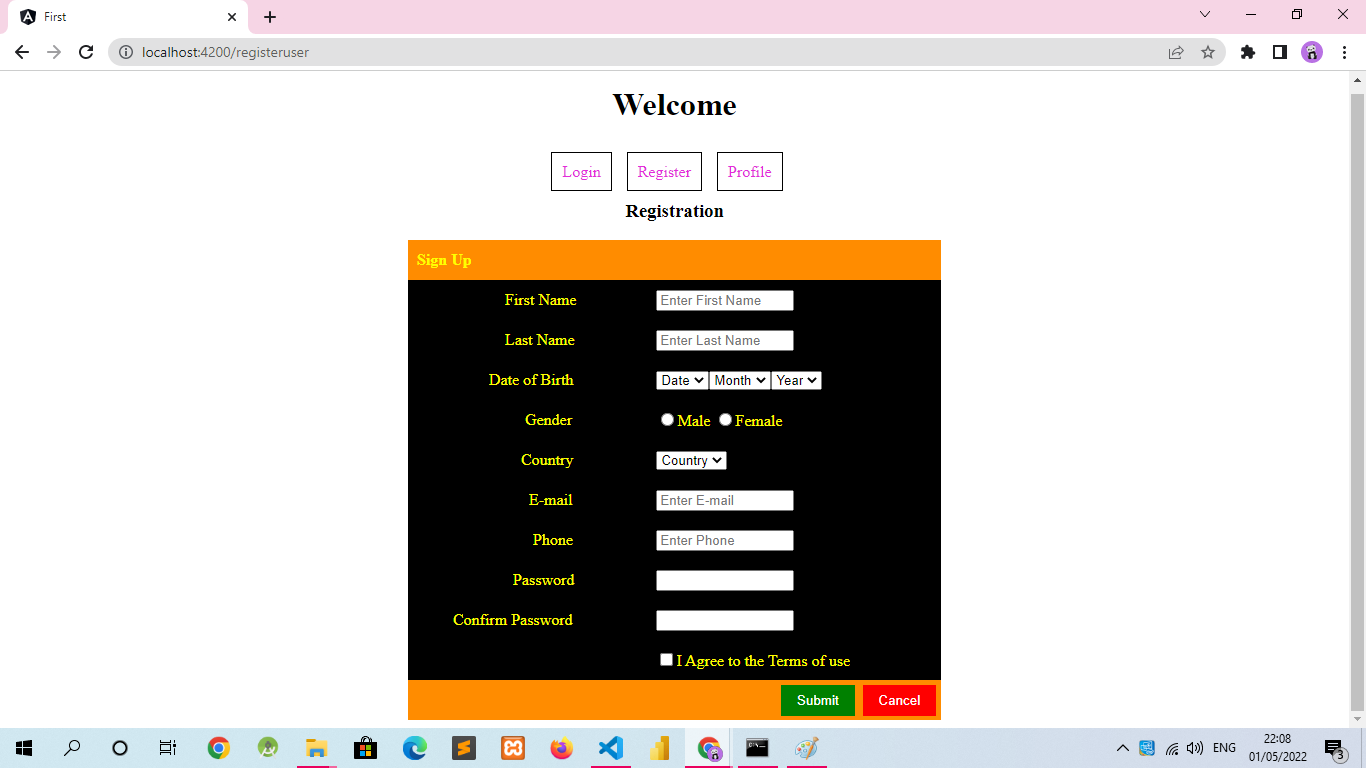 First
localhost:4200/registeruser
Welcome
Login Register Profile
Registration
Sign Up
First Name Enter First Name
Last Name Enter Last Name
Date of Birth Date Month Year
Gender Male Female
Country Country
E-mail Enter E-mail
Phone Enter Phone
Password
Confirm Password
I Agree to the Terms of use
Submit Cancel
ENG 22:08
01/05/2022 3